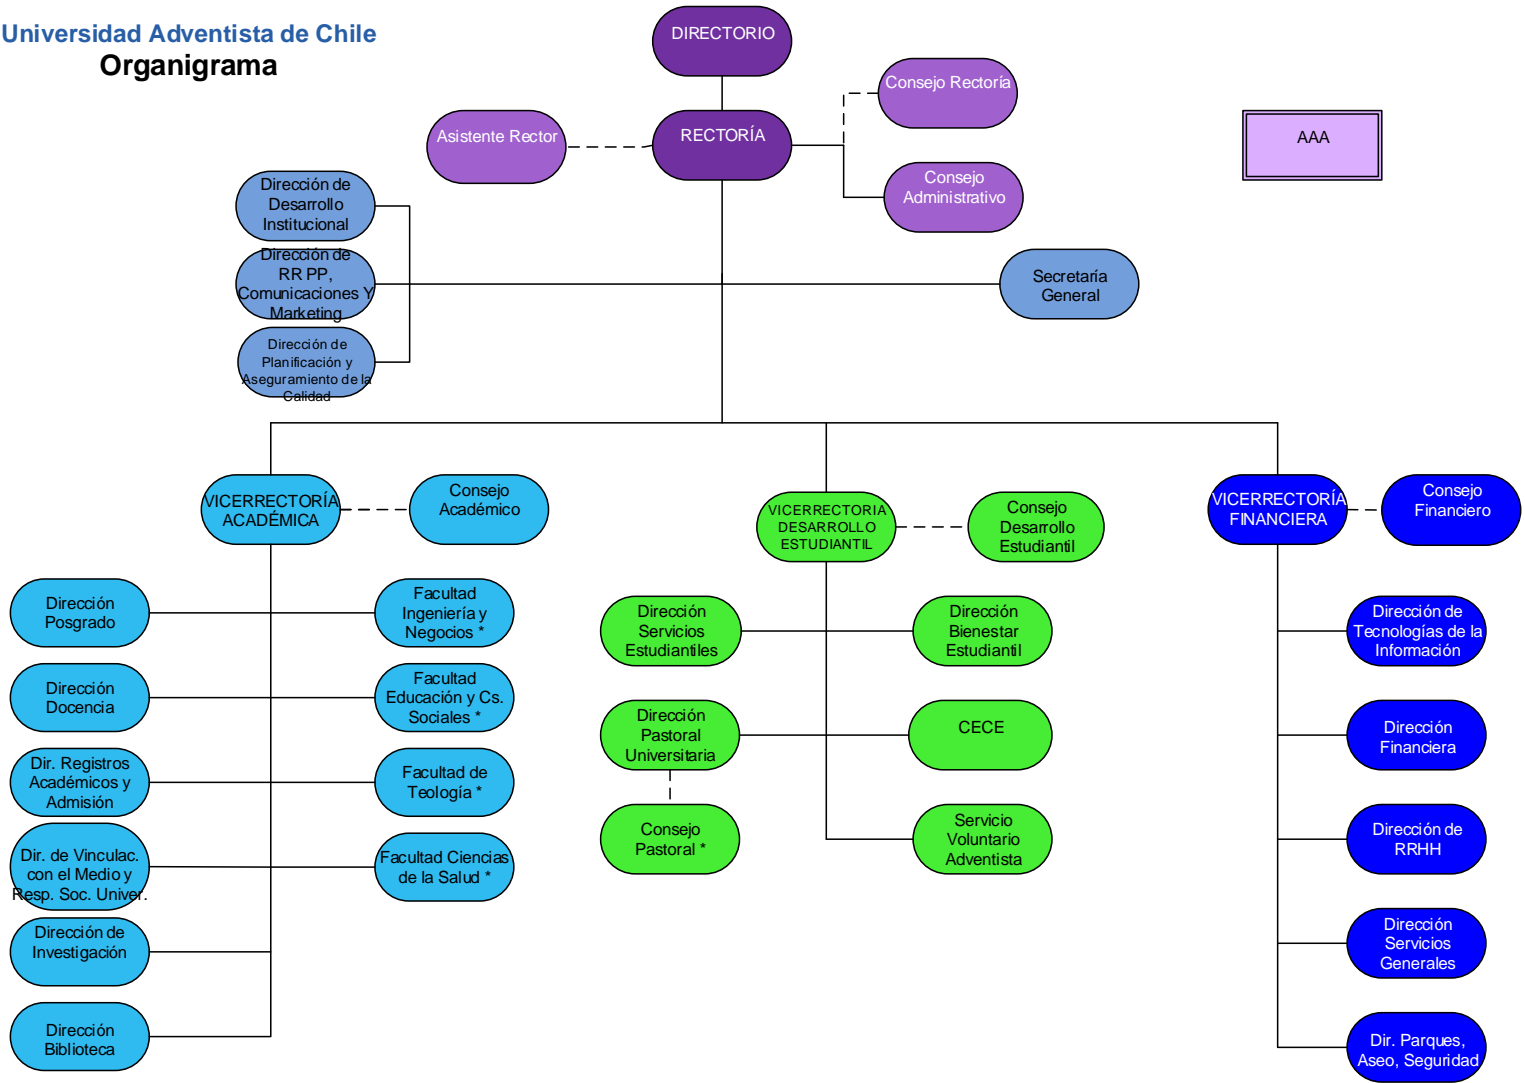 Universidad Adventista de Chile
Organigrama
DIRECTORIO
Consejo Rectoría
Asistente Rector
RECTORÍA
AAA
Consejo
Administrativo
Dirección de
Desarrollo
Institucional
Dirección de
RR PP,
Comunicaciones Y
Marketing
Secretaría
General
Dirección de
Planificación y
Aseguramiento de la
Calidad
VICERRECTORÍA
ACADÉMICA
Consejo
Académico
VICERRECTORIA
DESARROLLO
ESTUDIANTIL
Consejo
Desarrollo
Estudiantil
VICERRECTORÍA
FINANCIERA
Consejo
Financiero
Dirección
Posgrado
Facultad
Ingeniería y
Negocios *
Dirección
Servicios
Estudiantiles
Dirección
Bienestar
Estudiantil
Dirección de
Tecnologías de la
Información
Dirección
Docencia
Facultad
Educación y Cs.
Sociales *
Dirección
Pastoral
Universitaria
CECE
Dirección
Financiera
Dir. Registros
Académicos y
Admisión
Facultad de
Teología *
Consejo
Pastoral *
Servicio
Voluntario
Adventista
Dirección de
RRHH
Dir. de Vinculac.
con el Medio y
Resp. Soc. Univer.
Facultad Ciencias
de la Salud *
Dirección de
Investigación
Dirección
Servicios
Generales
Dirección
Biblioteca
Dir. Parques,
Aseo, Seguridad